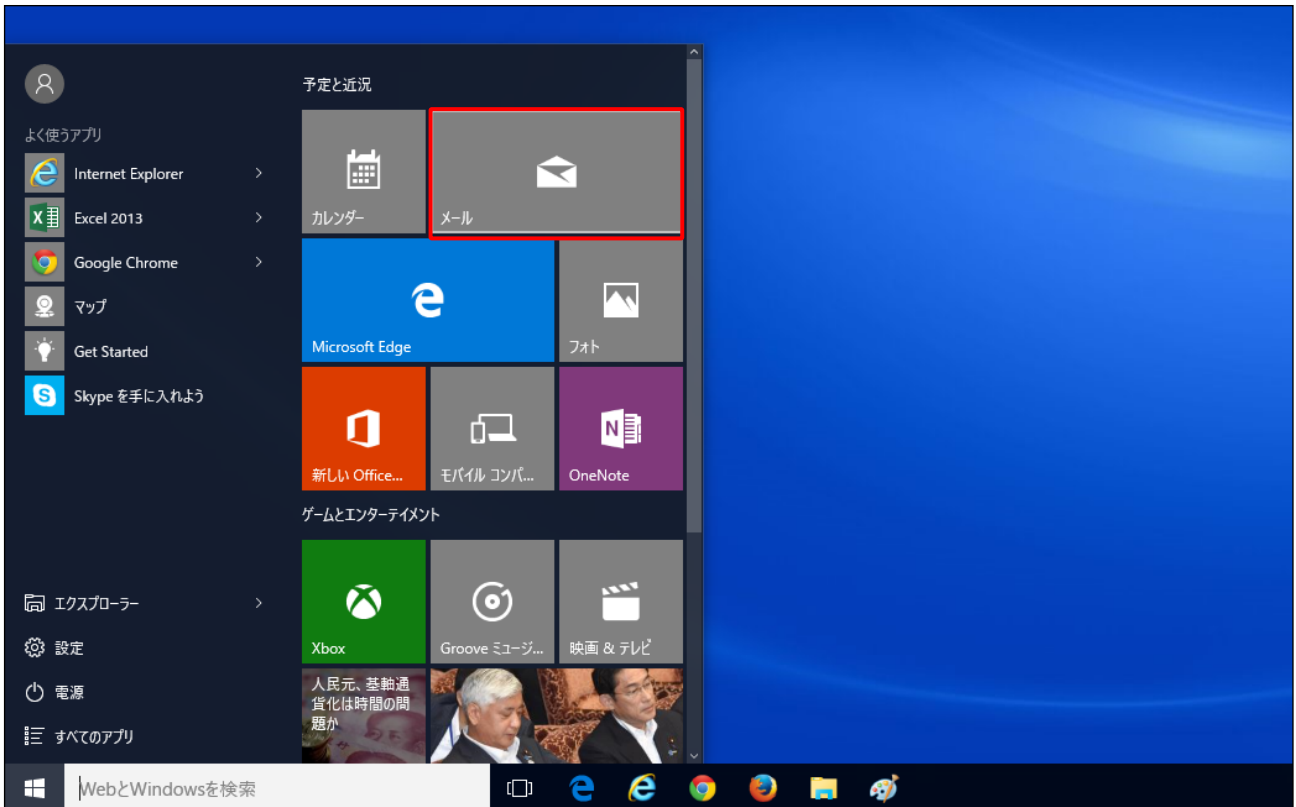 よく使うアプリ
Internet Explorer
Excel 2013
Google Chrome
マップ
Get Started
Skype を手に入れよう
エクスプローラー
設定
電源
すべてのアプリ
予定と近況
カレンダー
メール
Microsoft Edge
フォト
新しい Office...
モバイル コンパ...
OneNote
ゲームとエンターテイメント
Xbox
Groove ミュージ...
映画 & テレビ
人民元、基軸通
貨化は時間の問
題か
WebとWindowsを検索